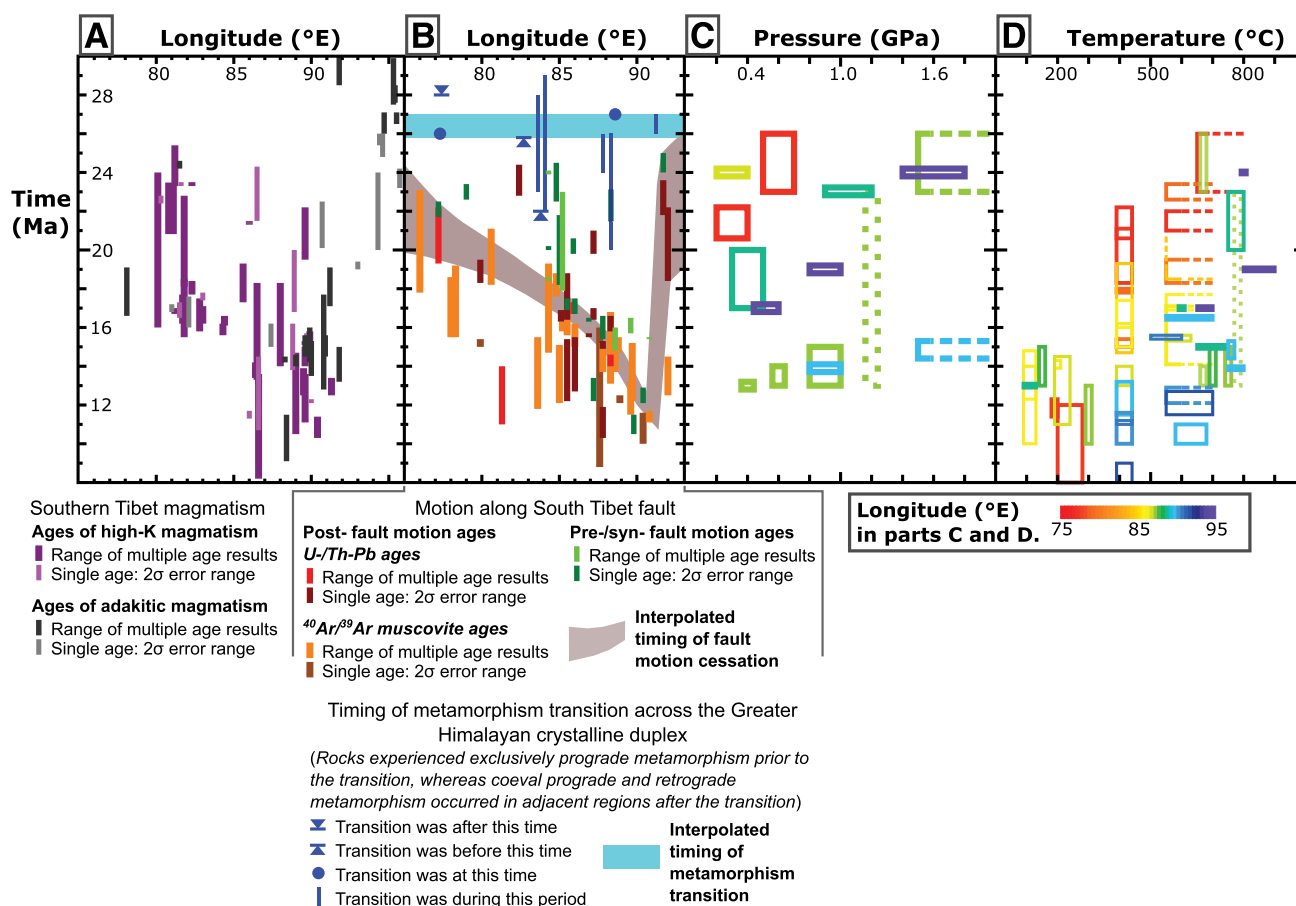 A
Longitude (°E)
B
Longitude (°E)
C
Pressure (GPa)
D
Temperature (°C)
80 85 90
80 85 90
0.4 1.0 1.6
200 500 800
28
24
Time
(Ma)
20
16
12
Southern Tibet magmatism
Ages of high-K magmatism
Range of multiple age results
Single age: 2σ error range
Ages of adakitic magmatism
Range of multiple age results
Single age: 2σ error range
Motion along South Tibet fault
Post- fault motion ages
U-/Th-Pb ages
Range of multiple age results
Single age: 2σ error range
40Ar/39Ar muscovite ages
Range of multiple age results
Single age: 2σ error range
Pre-/syn- fault motion ages
Range of multiple age results
Single age: 2σ error range
Interpolated
timing of fault
motion cessation
Longitude (°E)
in parts C and D.
75 85 95
Timing of metamorphism transition across the Greater
Himalayan crystalline duplex
(Rocks experienced exclusively prograde metamorphism prior to
the transition, whereas coeval prograde and retrograde
metamorphism occurred in adjacent regions after the transition)
Transition was after this time
Transition was before this time
Transition was at this time
Transition was during this period
Interpolated
timing of
metamorphism
transition